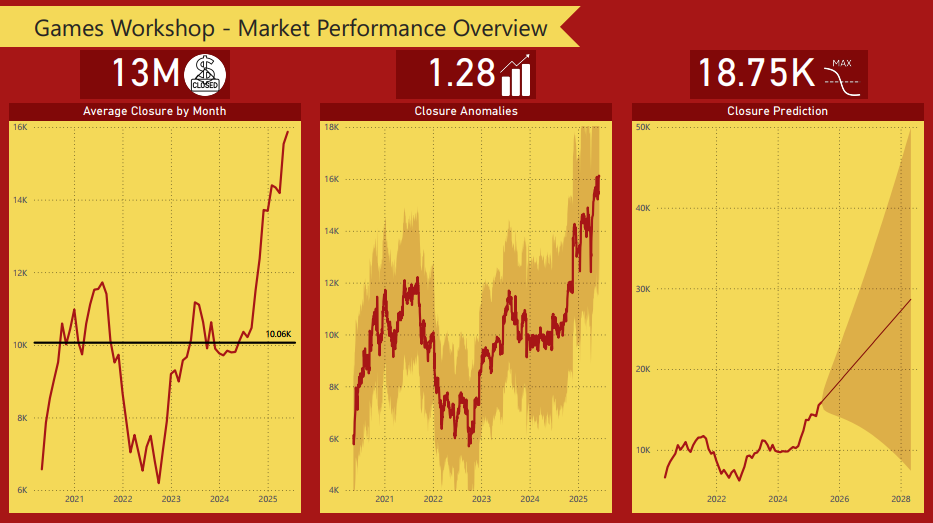 Games Workshop - Market Performance Overview
13M
CLOSED
1.28
18.75K
MAX
Average Closure by Month
16K
14K
12K
10K
8K
6K
10.06K
2021 2022 2023 2024 2025
Closure Anomalies
18K
16K
14K
12K
10K
8K
6K
4K
2021 2022 2023 2024 2025
Closure Prediction
50K
40K
30K
20K
10K
2022 2024 2026 2028